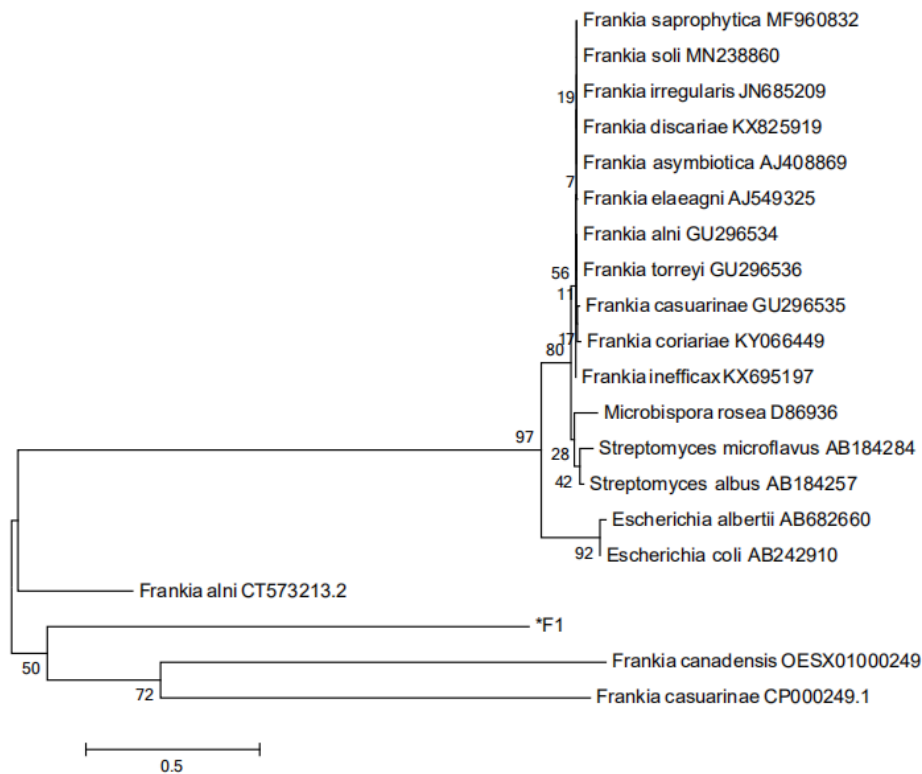 Frankia saprophytica MF960832
Frankia soli MN238860
19
Frankia irregularis JN685209
Frankia discariae KX825919
7
Frankia asymbiotica AJ408869
Frankia elaeagni AJ549325
Frankia alni GU296534
56
Frankia torreyi GU296536
11
Frankia casuarinae GU296535
17
Frankia coriariae KY066449
80
Frankia inefficax KX695197
Microbispora rosea D86936
97
28
Streptomyces microflavus AB184284
42
Streptomyces albus AB184257
Escherichia albertii AB682660
92
Escherichia coli AB242910
Frankia alni CT573213.2
*F1
50
Frankia canadensis OESX01000249
72
Frankia casuarinae CP000249.1
0.5